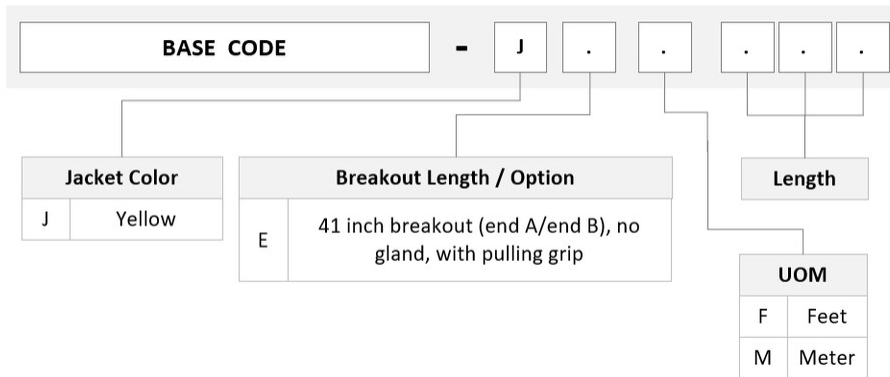 BASE CODE - J . . . . .
Jacket Color
J Yellow
Breakout Length / Option
E 41 inch breakout (end A/end B), no
gland, with pulling grip
Length
UOM
F Feet
M Meter